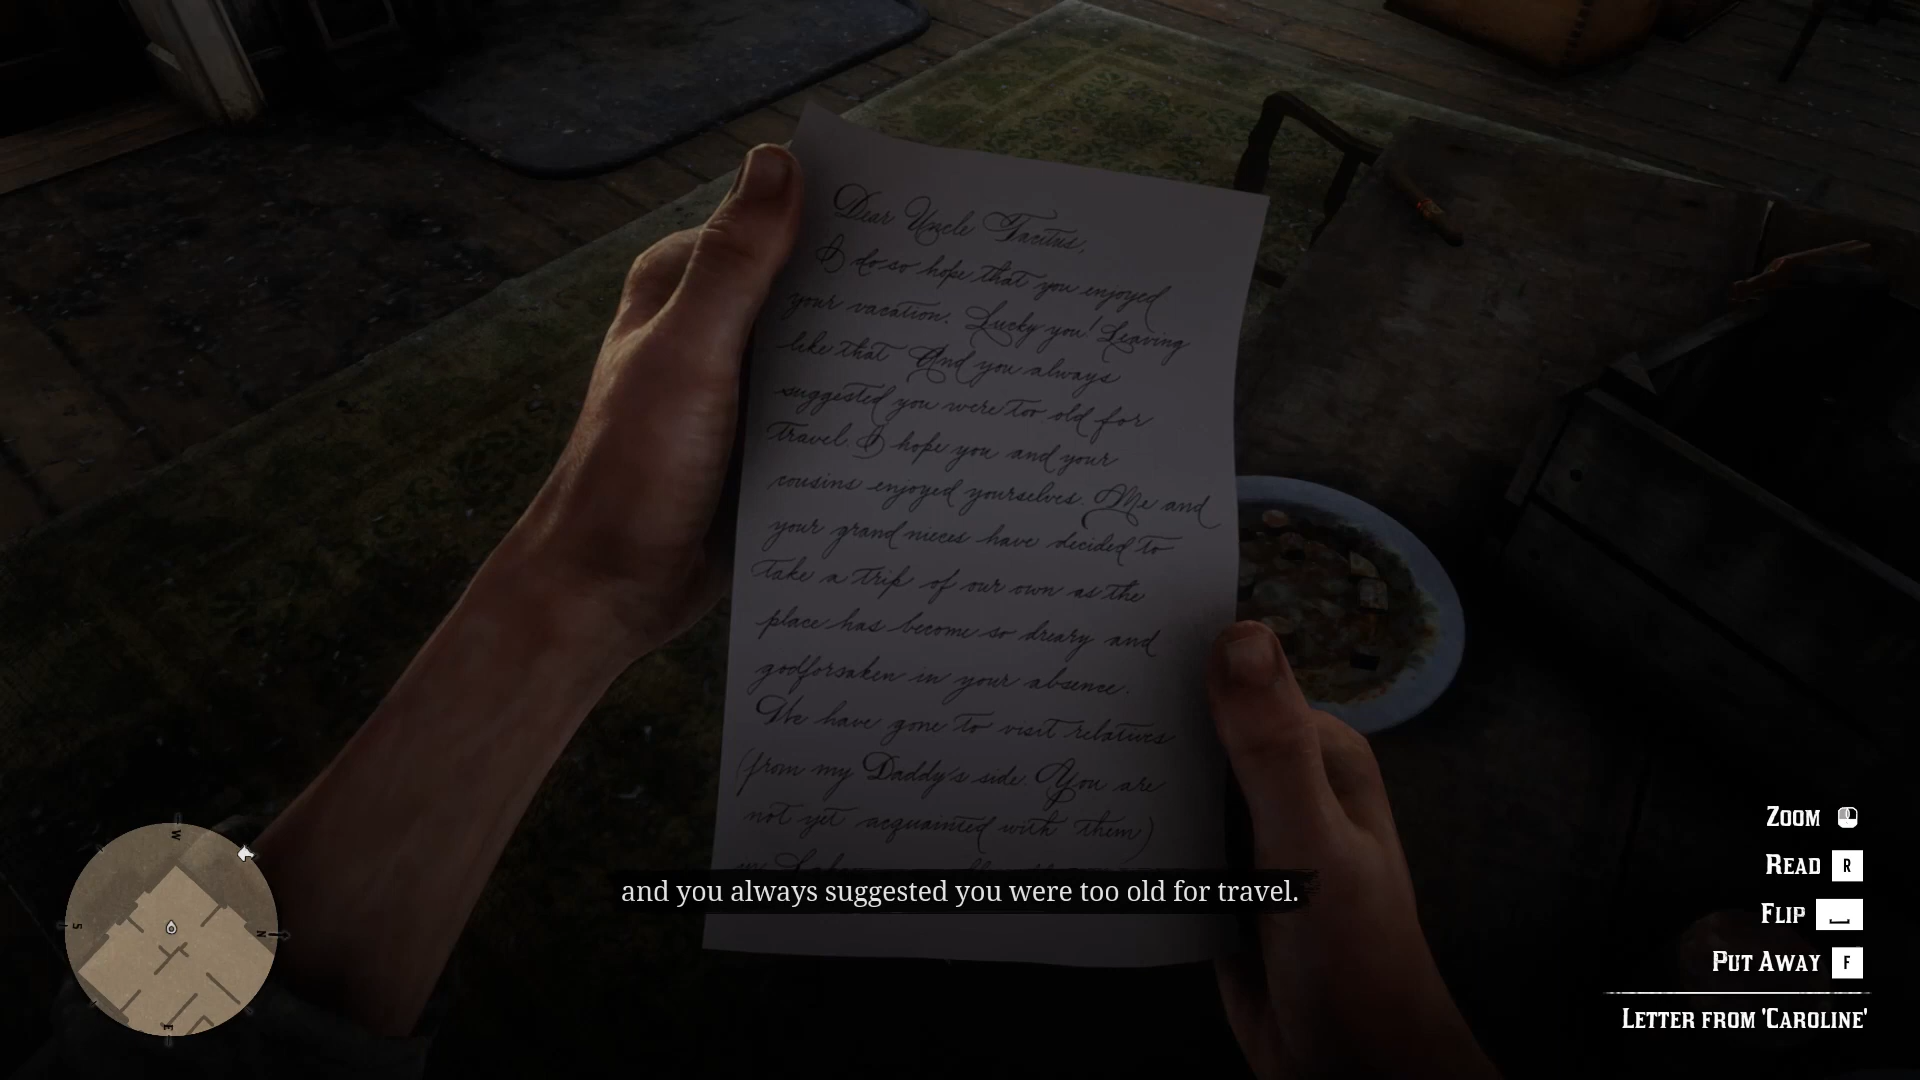 Dear Uncle Tacitus,
I do so hope that you enjoyed
your vacation. Lucky you! Leaving
like that And you always
suggested you were too old for
travel. I hope you and your
cousins enjoyed yourselves. Me and
your grand nieces have decided to
take a trip of our own as the
place has become so dreary and
godforsaken in your absence.
We have gone to visit relatives
(from my Daddy's side. You are
not yet acquainted with them)
and you always suggested you were too old for travel.
W
S
N
E
ZOOM
READ R
FLIP
PUT AWAY F
LETTER FROM 'CAROLINE'